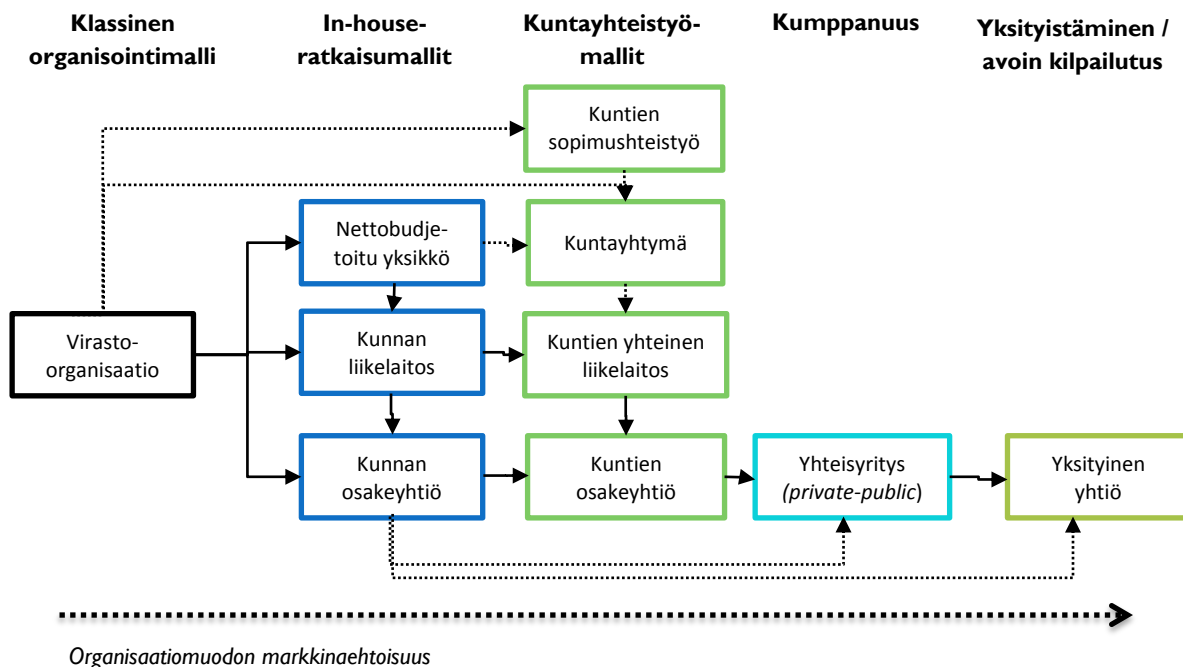 Klassinen
organisointimalli
In-house-
ratkaisumallit
Kuntayhteistyö-
mallit
Kumppanuus
Yksityistäminen /
avoin kilpailutus
Kuntien
sopimushteistyö
Nettobudje-
toitu yksikkö
Kuntayhtymä
Virasto-
organisaatio
Kunnan
liikelaitos
Kuntien yhteinen
liikelaitos
Kunnan
osakeyhtiö
Kuntien
osakeyhtiö
Yhteisyritys
(private-public)
Yksityinen
yhtiö
Organisaatiomuodon markkinaehtoisuus